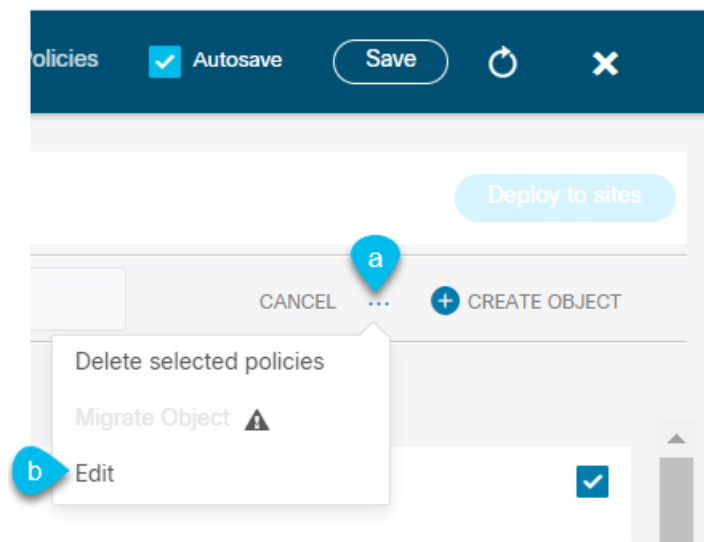 olicies Autosave Save
Deploy to sites
a
CANCEL ... CREATE OBJECT
Delete selected policies
Migrate Object
b Edit